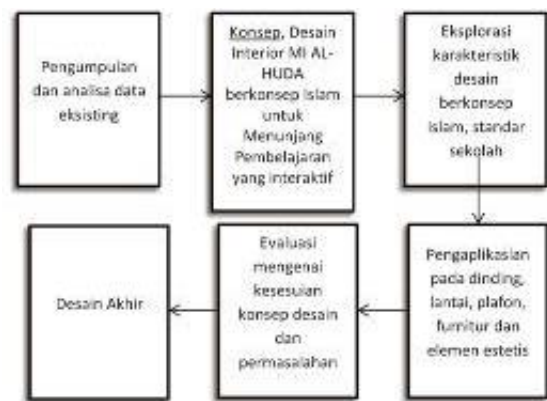 Pengumpulan
dan analisa data
eksisting
Konsep, Desain
Interior MI AL-
HUDA
berkonsep Islam
untuk
Menunjang
Pembelajaran
yang interaktif
Eksplorasi
karakteristik
desain
berkonsep
Islam, standar
sekolah
Pengaplikasian
pada dinding,
lantai, plafon,
furnitur dan
elemen estetis
Evaluasi
mengenai
kesesuian
konsep desain
dan
permasalahan
Desain Akhir